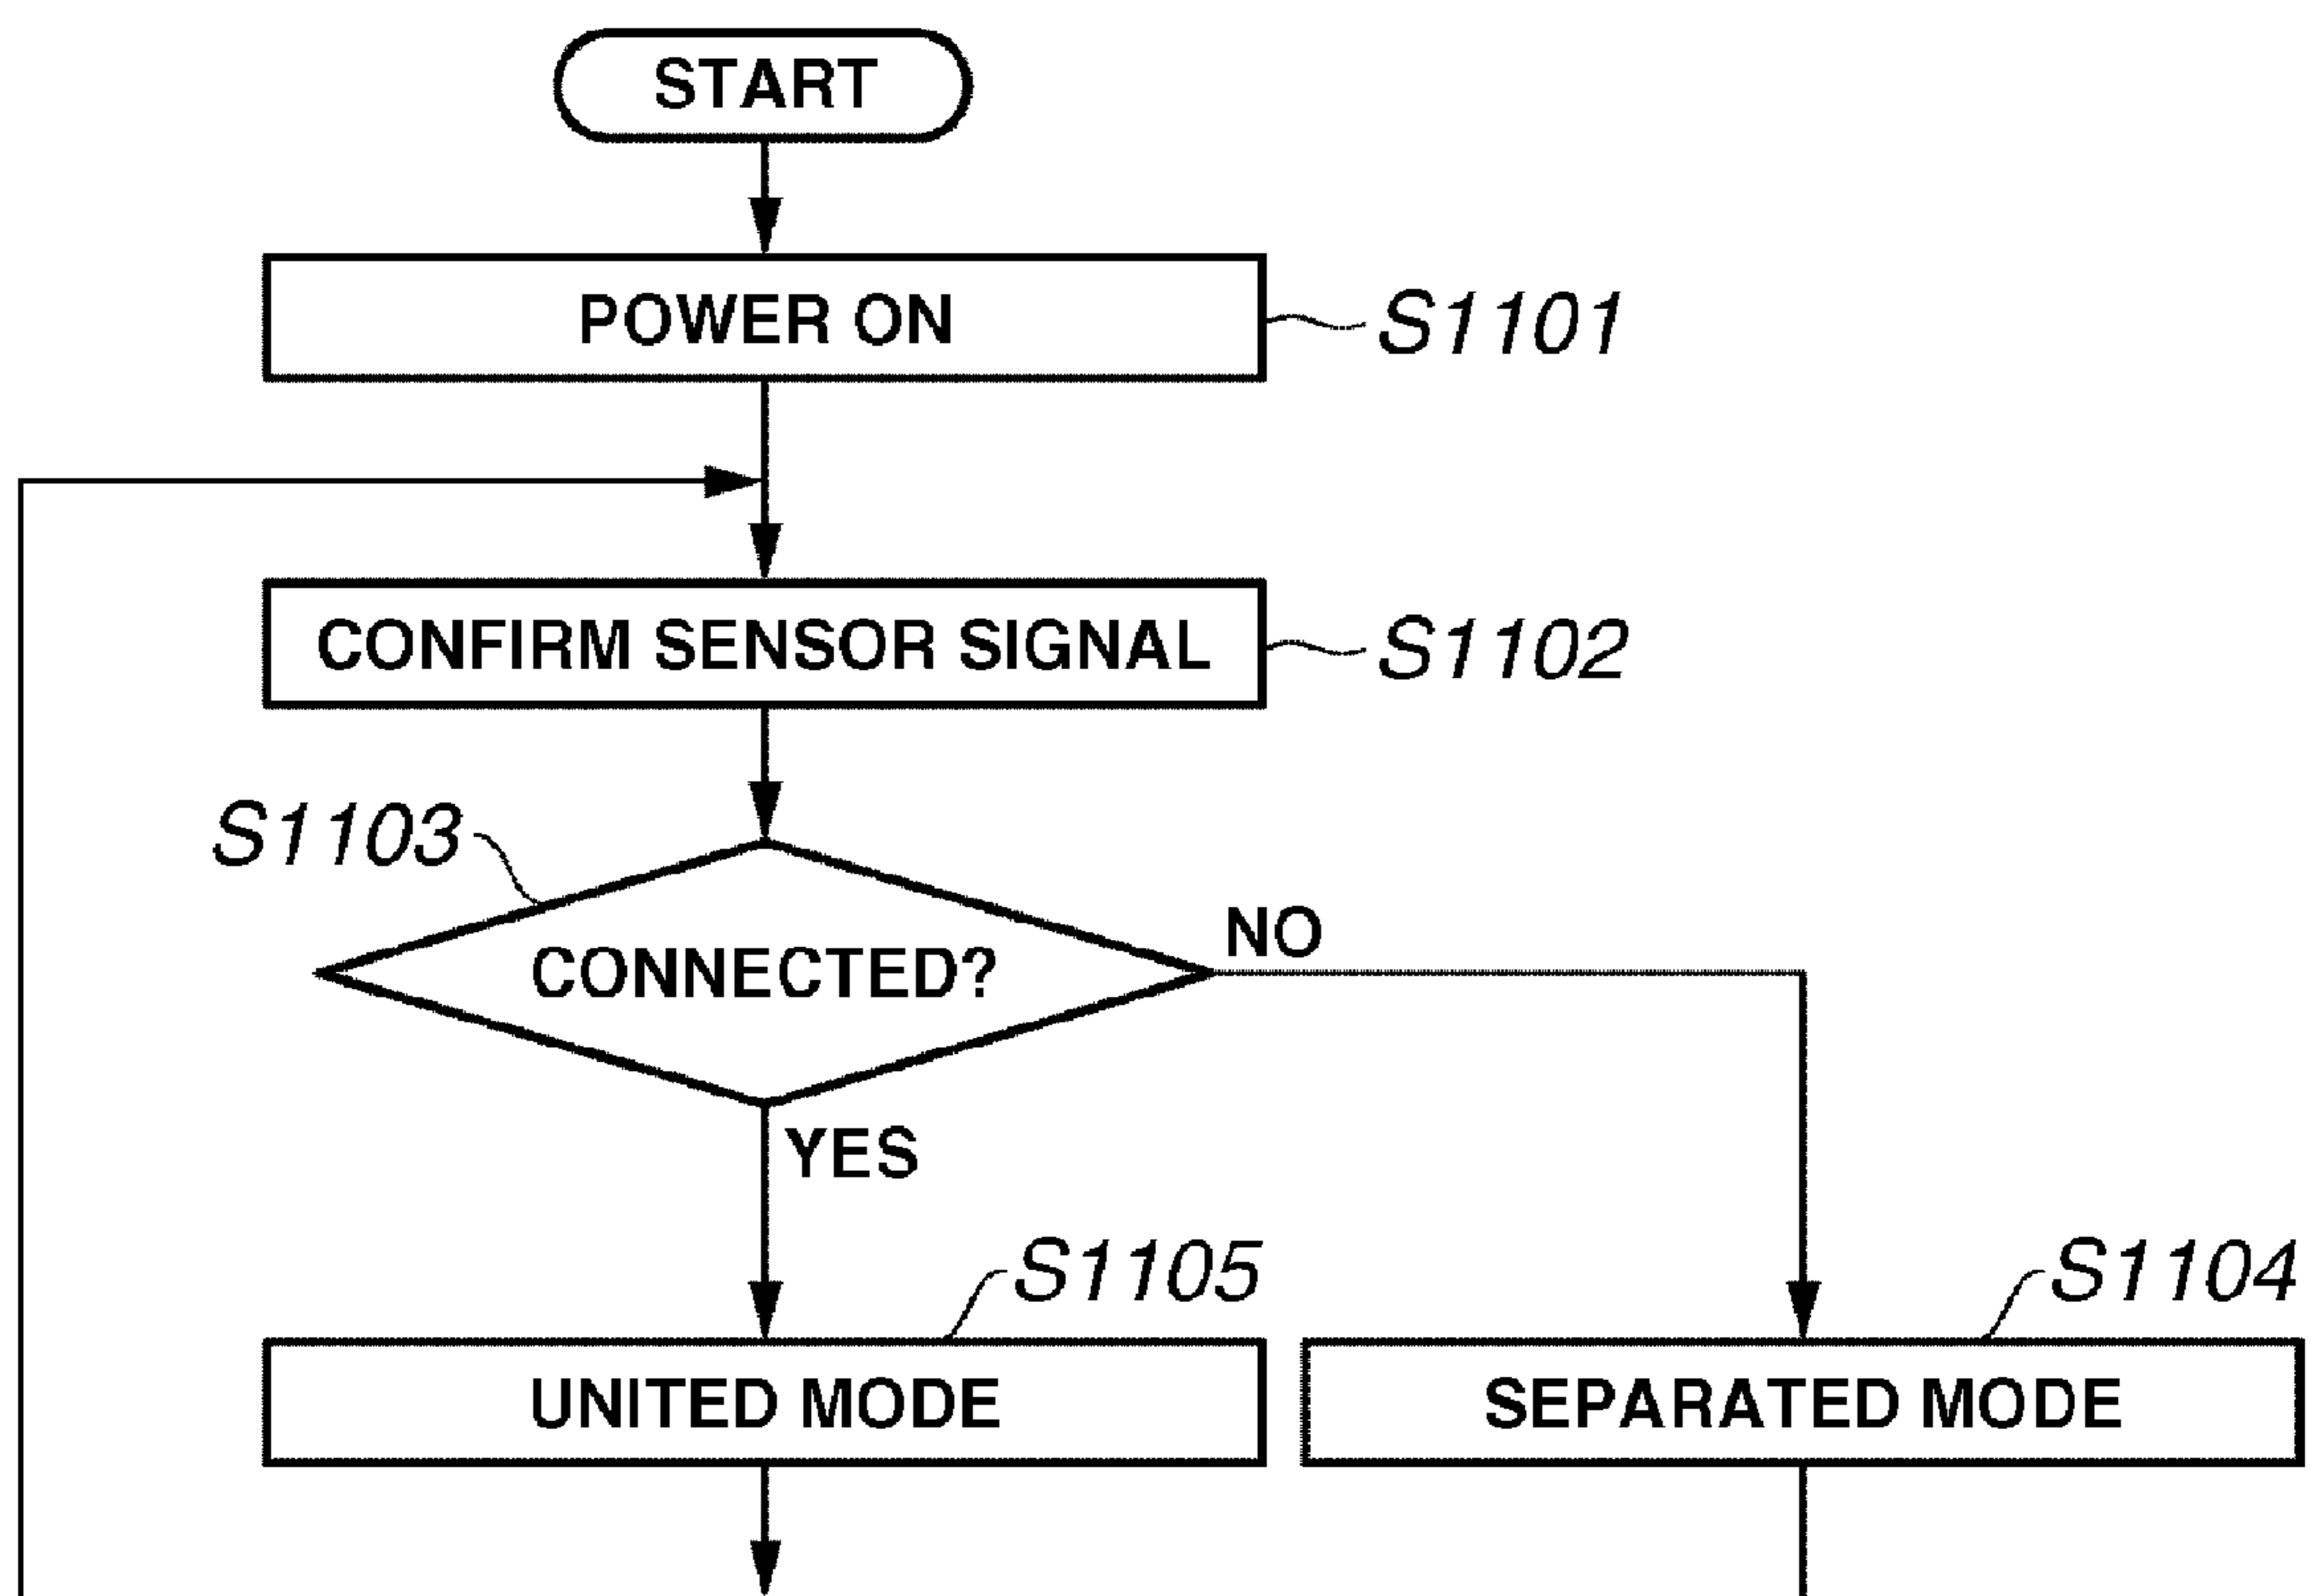 START
POWER ON
S1101
CONFIRM SENSOR SIGNAL
S1102
S1103
CONNECTED?
NO
YES
S1105
S1104
UNITED MODE
SEPARATED MODE